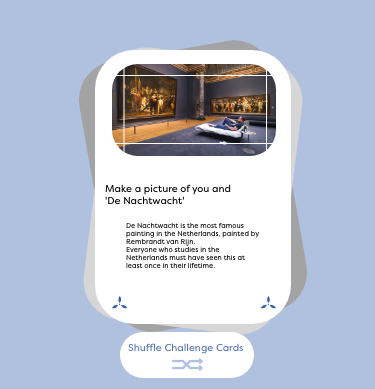 Make a picture of you and
'De Nachtwacht'
De Nachtwacht is the most famous
painting in the Netherlands, painted by
Rembrandt van Rijn.
Everyone who studies in the
Netherlands must have seen this at
least once in their lifetime.
Shuffle Challenge Cards